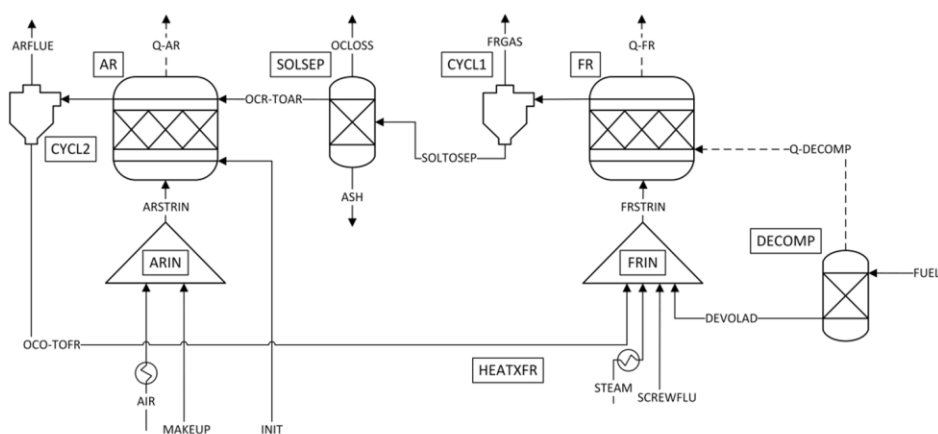 ARFLUE
Q-AR
OCLOSS
FRGAS
Q-FR
AR
SOLSEP
CYCL1
FR
OCR-TOAR
CYCL2
SOLTOSEP
Q-DECOMP
ASH
ARSTRIN
FRSTRIN
DECOMP
ARIN
FRIN
FUEL
DEVOLAD
OCO-TOFR
HEATXFR
STEAM
AIR
SCREWFLU
MAKEUP
INIT